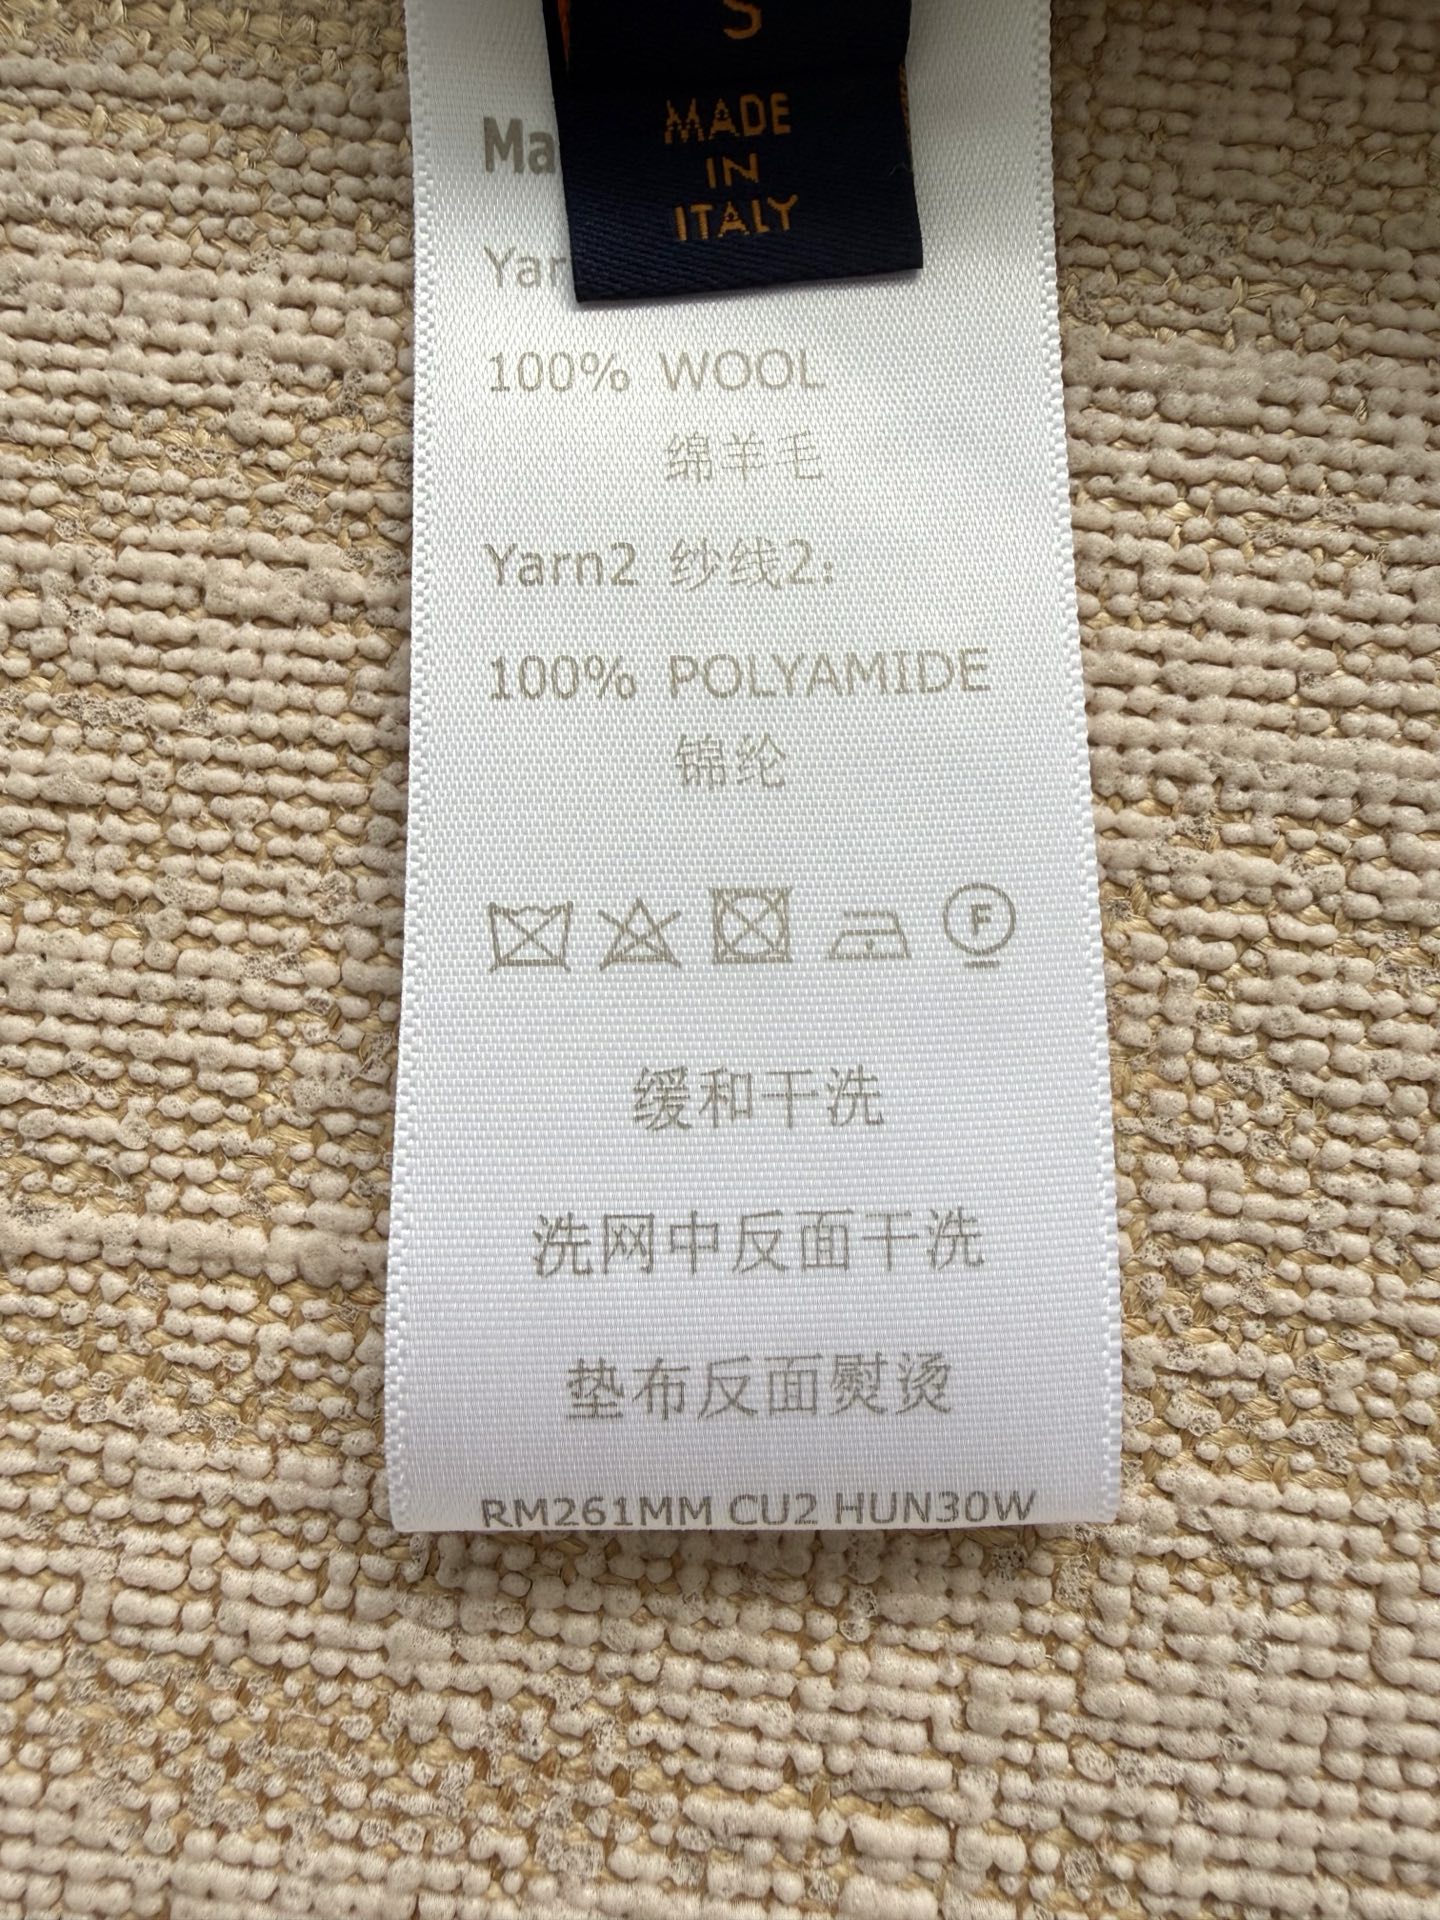 S
MADE
IN
ITALY
100% WOOL
绵羊毛
Yarn2 纱线2:
100% POLYAMIDE
锦纶
F
缓和干洗
洗网中反面干洗
垫布反面熨烫
RM261MM CU2 HUN30W